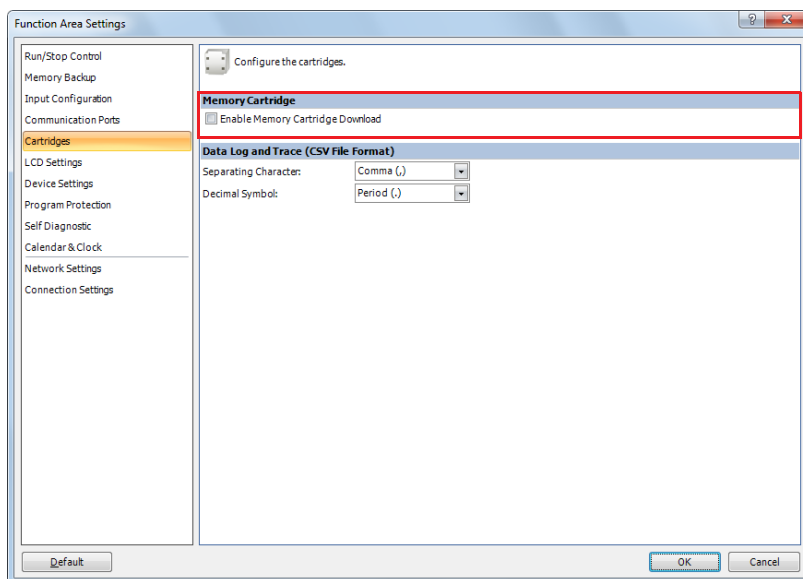 Function Area Settings
Run/Stop Control
Memory Backup
Input Configuration
Communication Ports
Cartridges
LCD Settings
Device Settings
Program Protection
Self Diagnostic
Calendar & Clock
Network Settings
Connection Settings
Configure the cartridges.
Memory Cartridge
Enable Memory Cartridge Download
Data Log and Trace (CSV File Format)
Separating Character: Comma (,)
Decimal Symbol: Period (.)
Default OK Cancel